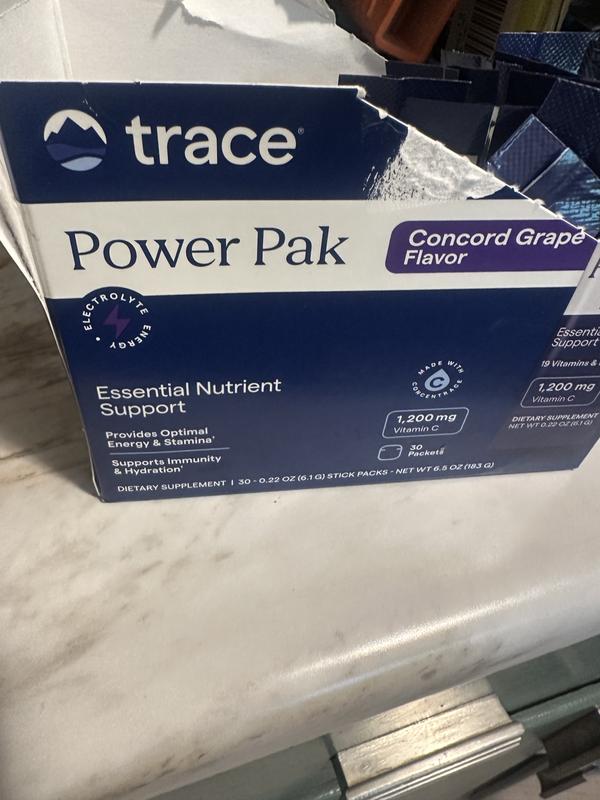 trace®
Power Pak
Concord Grape
Flavor
• ELECTROLYTE ENERGY
Essential Nutrient
Support
Provides Optimal
Energy & Stamina†
Supports Immunity
& Hydration†
MADE WITH
C
CONCENTRACE
1,200 mg
Vitamin C
30
Packets
DIETARY SUPPLEMENT | 30 - 0.22 OZ (6.1 G) STICK PACKS - NET WT 6.5 OZ (183 G)
Support
19 Vitamins &
1,200 mg
Vitamin C
DIETARY SUPPLEMENT
NET WT 0.22 OZ (6.1 G)